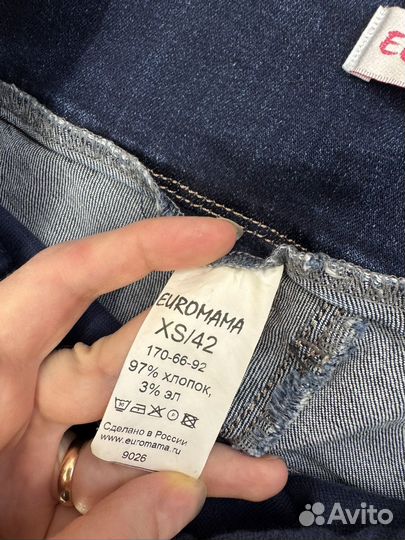 EUROMAMA
XS/42
170-66-92
97% ХЛОПОК,
3% ЭЛ
Сделано в России
www.euromama.ru
9026
Avito